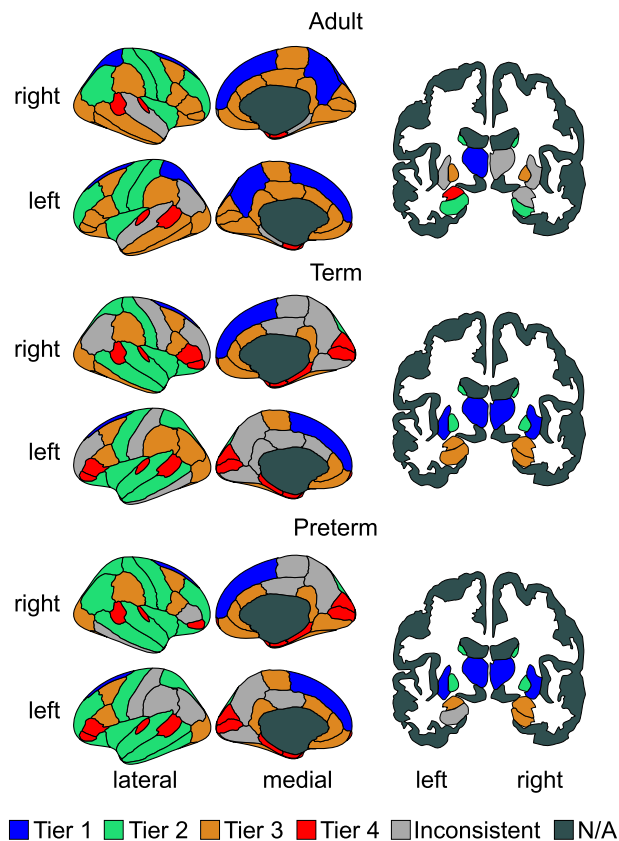 Adult
right
left
Term
right
left
Preterm
right
left
lateral medial left right
Tier 1 Tier 2 Tier 3 Tier 4 Inconsistent N/A